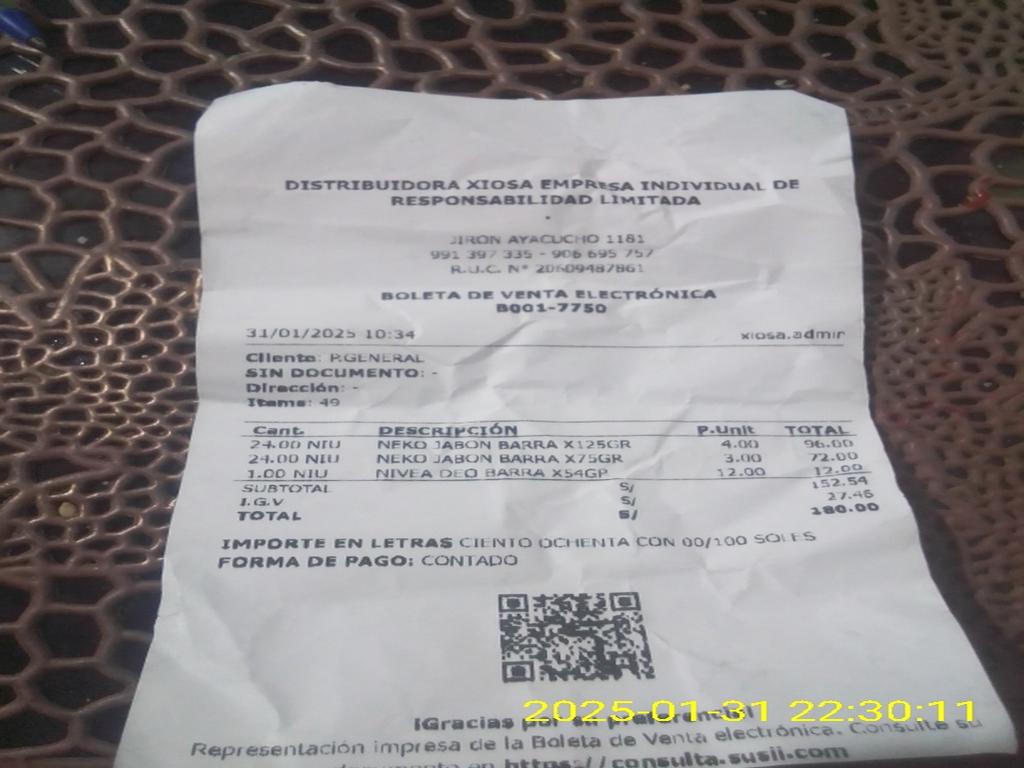 DISTRIBUIDORA XIOSA EMPRESA INDIVIDUAL DE
RESPONSABILIDAD LIMITADA
JIRON AYACUCHO 1181
991 397 335 - 906 695 757
R.U.C. N° 20609487861
BOLETA DE VENTA ELECTRÓNICA
B001-7750
31/01/2025 10:34 xiosa.admin
Cliente: P.GENERAL
SIN DOCUMENTO: -
Dirección: -
Items: 49
Cant. DESCRIPCIÓN P.Unit TOTAL
24.00 NIU NEKO JABON BARRA X125GR 4.00 96.00
24.00 NIU NEKO JABON BARRA X75GR 3.00 72.00
1.00 NIU NIVEA DEO BARRA X54GR 12.00 12.00
SUBTOTAL S/ 152.54
I.G.V S/ 27.46
TOTAL S/ 180.00
IMPORTE EN LETRAS CIENTO OCHENTA CON 00/100 SOLES
FORMA DE PAGO: CONTADO
2025-01-31 22:30:11
¡Gracias por su preferencia!
Representación impresa de la Boleta de Venta electrónica. Consulte su
documento en https://consulta.susii.com